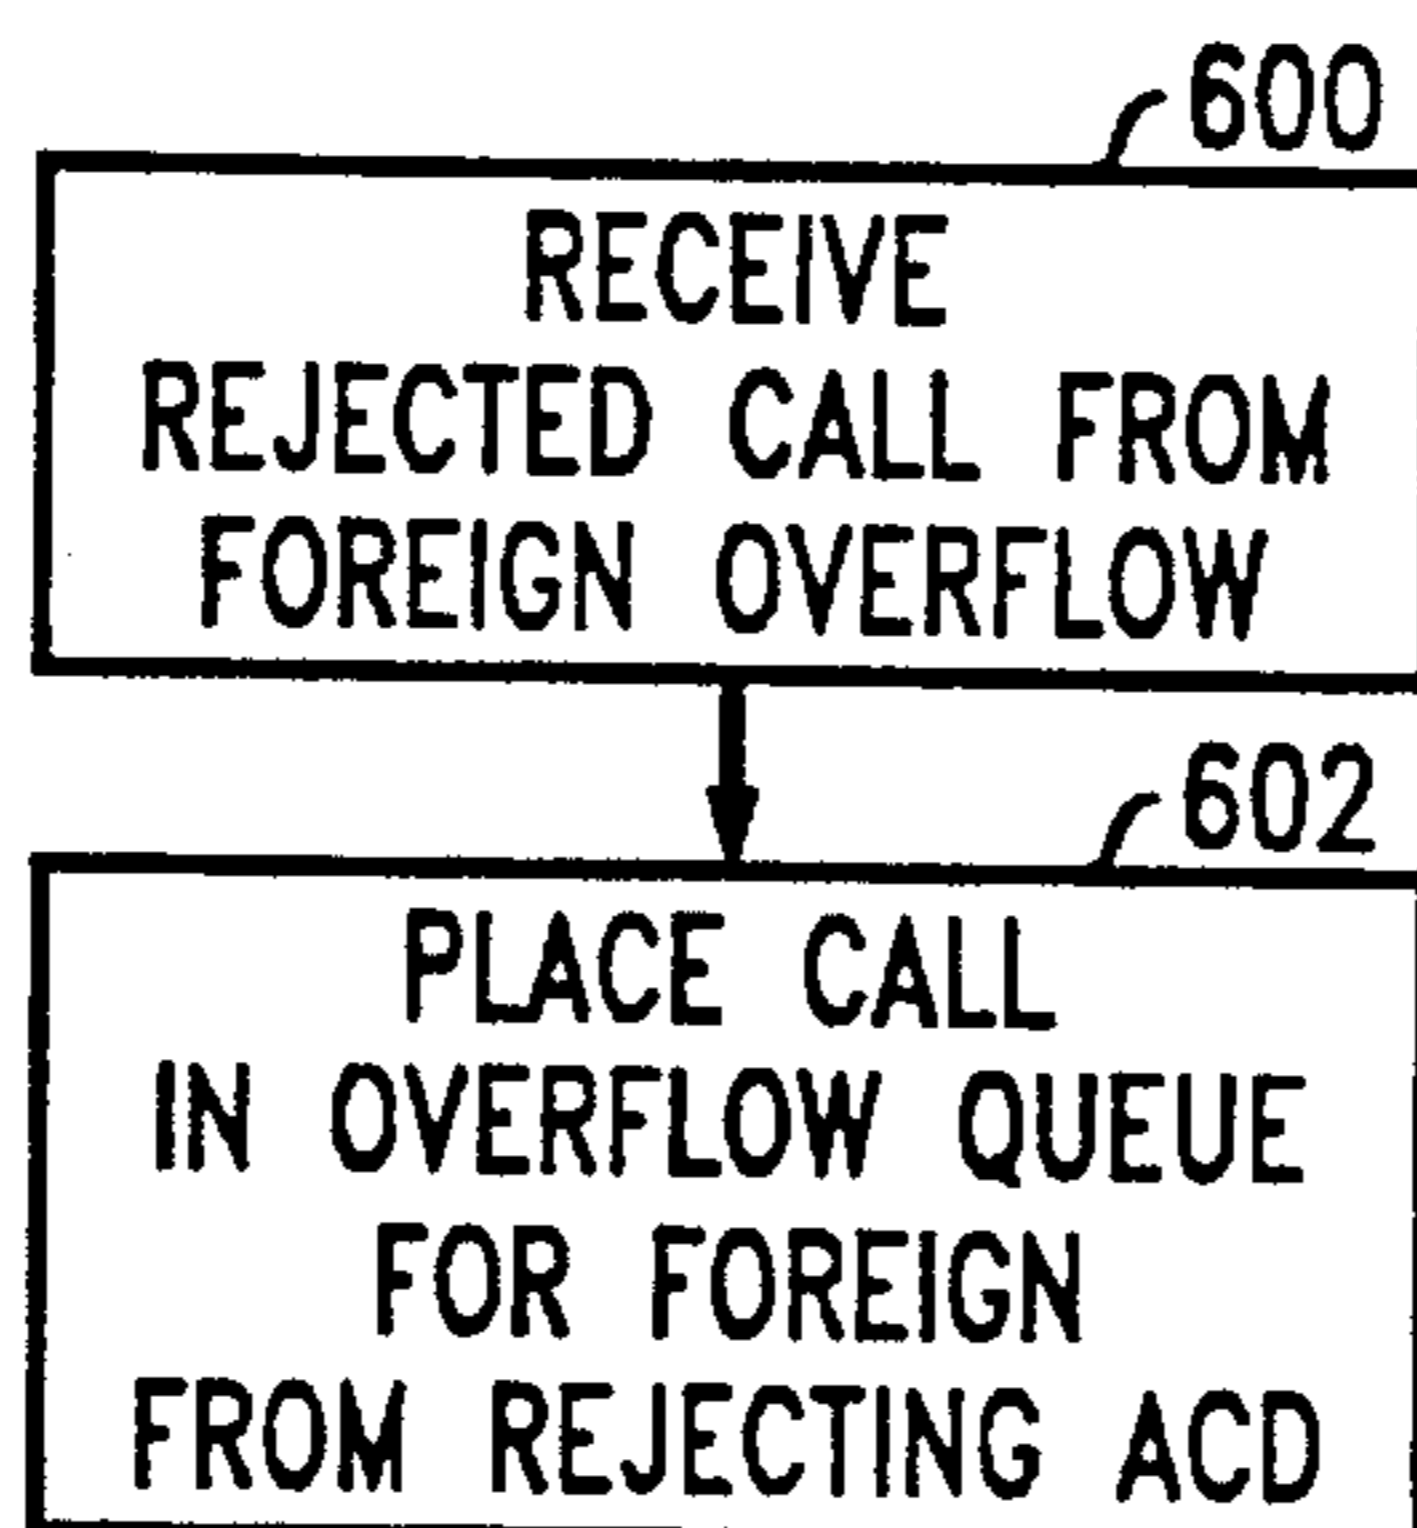 600
RECEIVE
REJECTED CALL FROM
FOREIGN OVERFLOW
602
PLACE CALL
IN OVERFLOW QUEUE
FOR FOREIGN
FROM REJECTING ACD